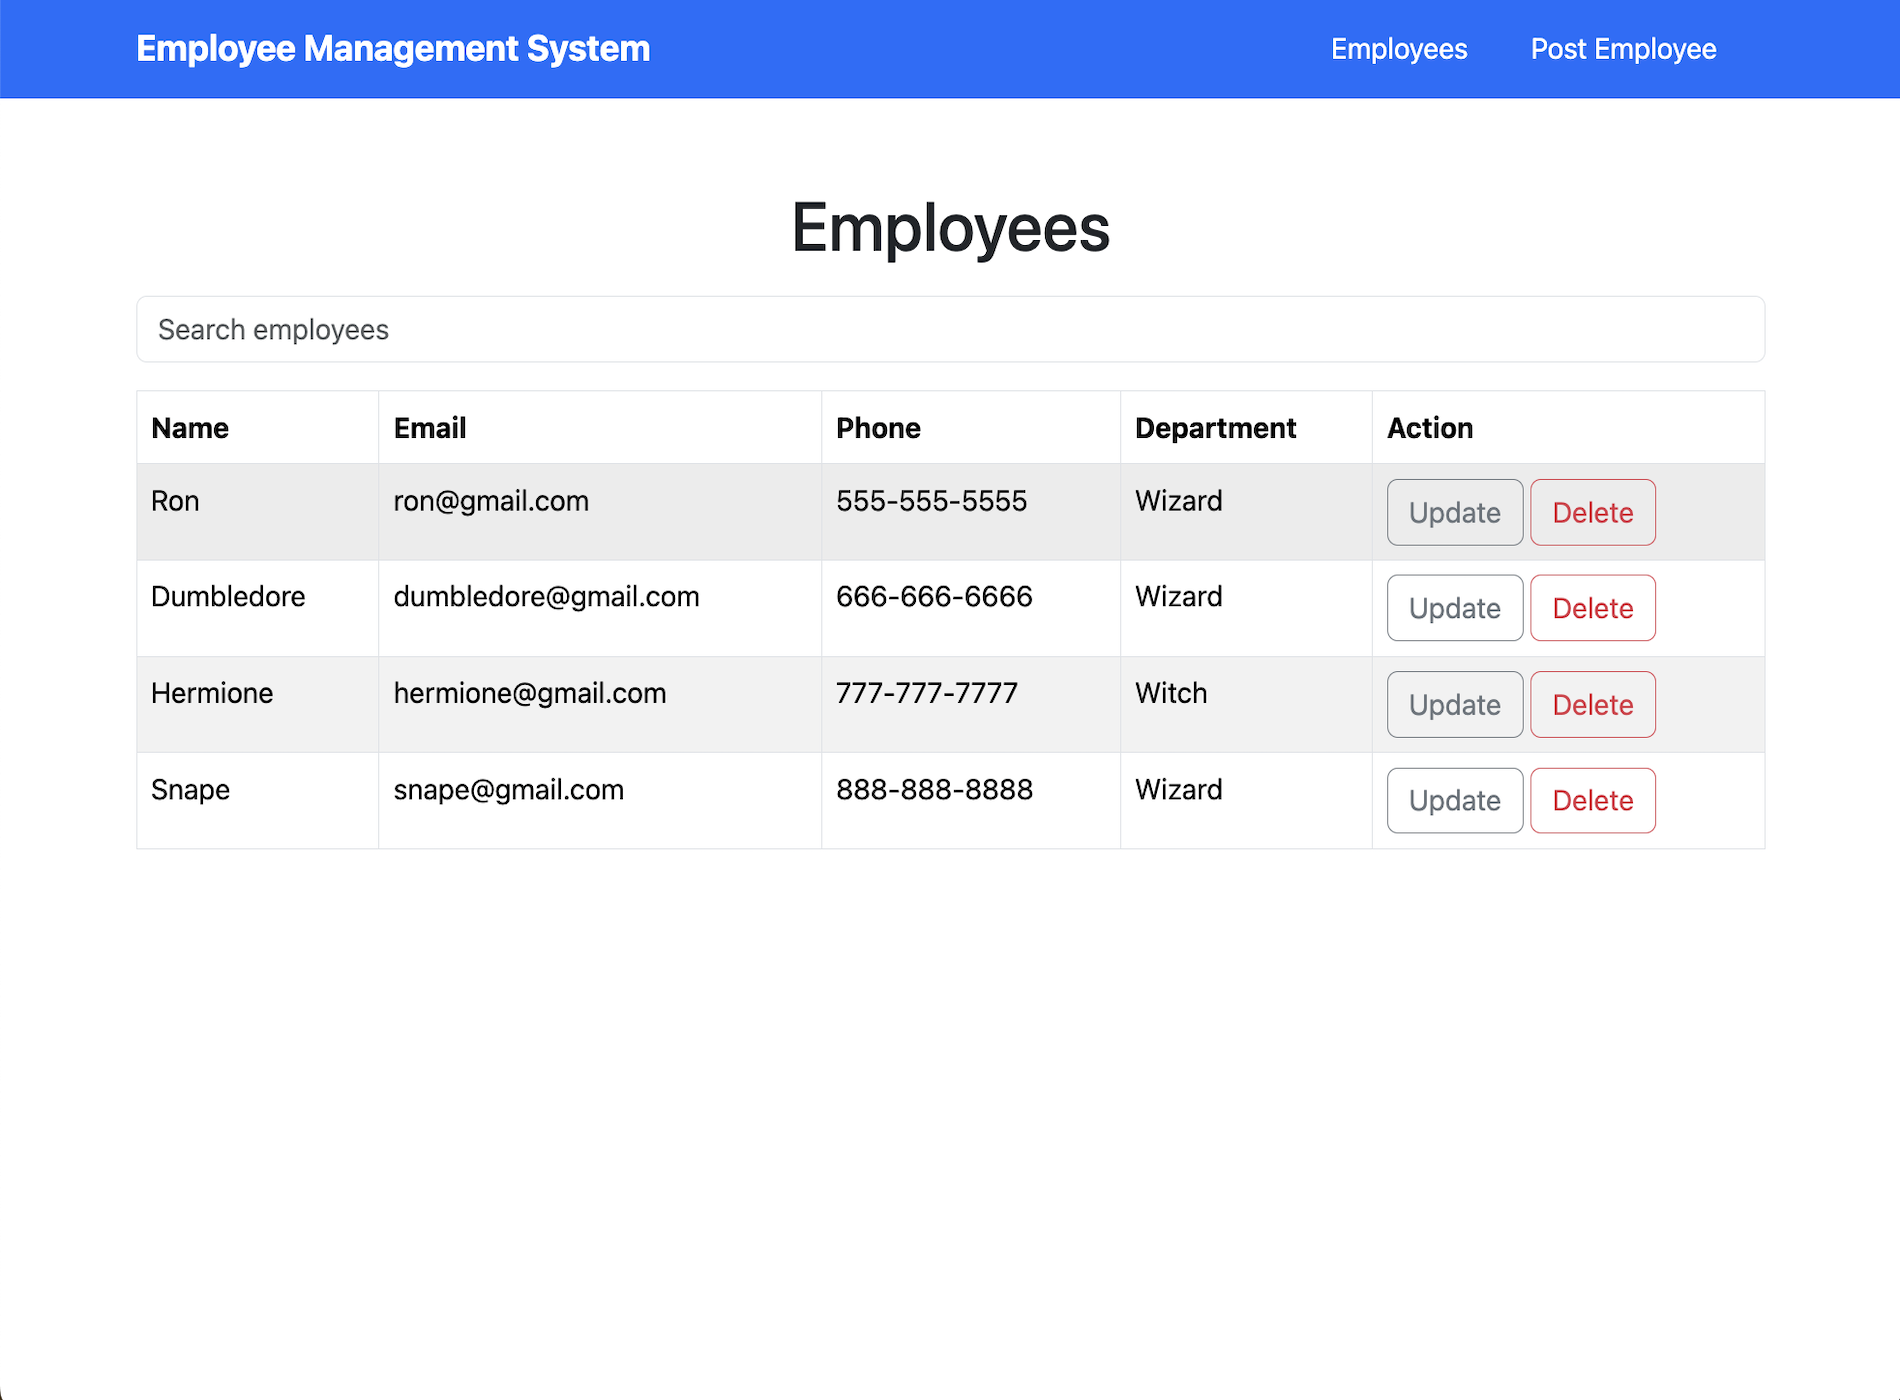 Employee Management System Employees Post Employee
Employees
Search employees
Name Email Phone Department Action
Ron ron@gmail.com 555-555-5555 Wizard Update Delete
Dumbledore dumbledore@gmail.com 666-666-6666 Wizard Update Delete
Hermione hermione@gmail.com 777-777-7777 Witch Update Delete
Snape snape@gmail.com 888-888-8888 Wizard Update Delete